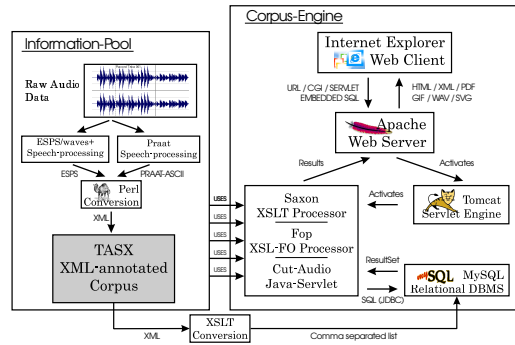 Corpus-Engine
Information-Pool
Raw Audio
Data
ESPS/waves+
Speech-processing
Praat
Speech-processing
ESPS
PRAAT-ASCII
Perl
Conversion
XML
TASX
XML-annotated
Corpus
XML
XSLT
Conversion
Comma separated list
USES
USES
USES
USES
Internet Explorer
Web Client
URL / CGI / SERVLET
EMBEDDED SQL
HTML / XML / PDF
GIF / WAV / SVG
Apache
Web Server
Results
Activates
Saxon
XSLT Processor
Fop
XSL-FO Processor
Cut-Audio
Java-Servlet
Activates
Tomcat
Servlet Engine
ResultSet
SQL (JDBC)
mySQL MySQL
Relational DBMS